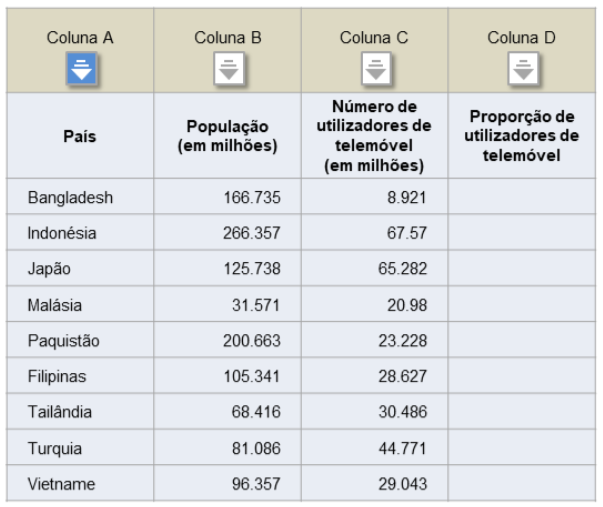 Coluna A Coluna B Coluna C Coluna D
País População (em milhões) Número de utilizadores de telemóvel (em milhões) Proporção de utilizadores de telemóvel
Bangladesh 166.735 8.921
Indonésia 266.357 67.57
Japão 125.738 65.282
Malásia 31.571 20.98
Paquistão 200.663 23.228
Filipinas 105.341 28.627
Tailândia 68.416 30.486
Turquia 81.086 44.771
Vietname 96.357 29.043